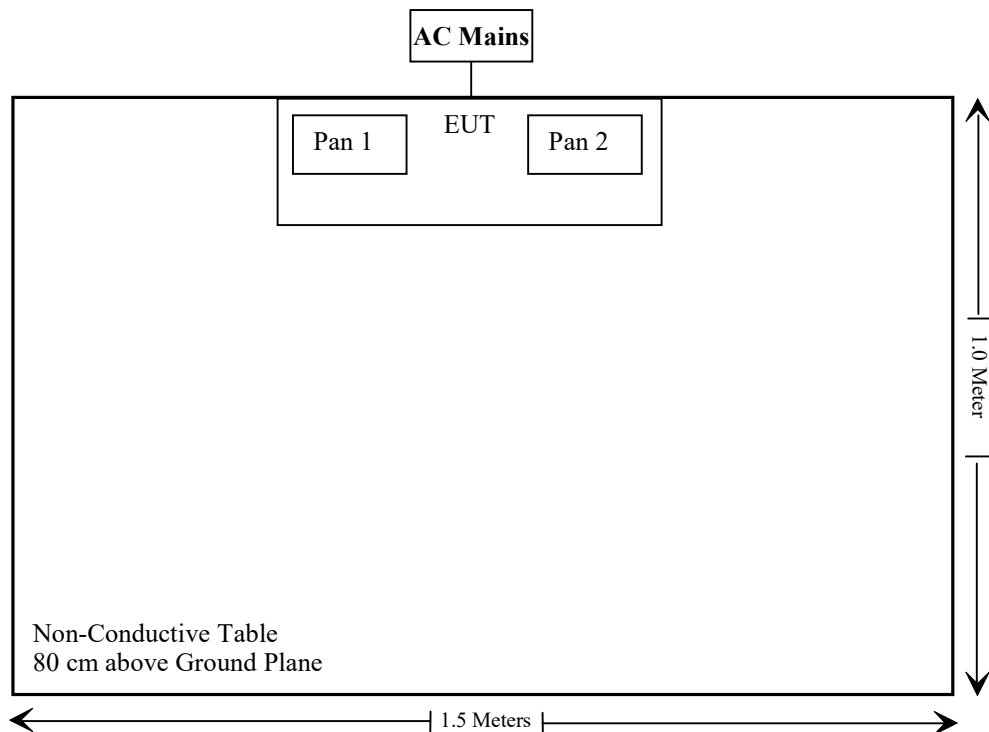 AC Mains
EUT
Pan 1
Pan 2
1.0 Meter
Non-Conductive Table
80 cm above Ground Plane
1.5 Meters